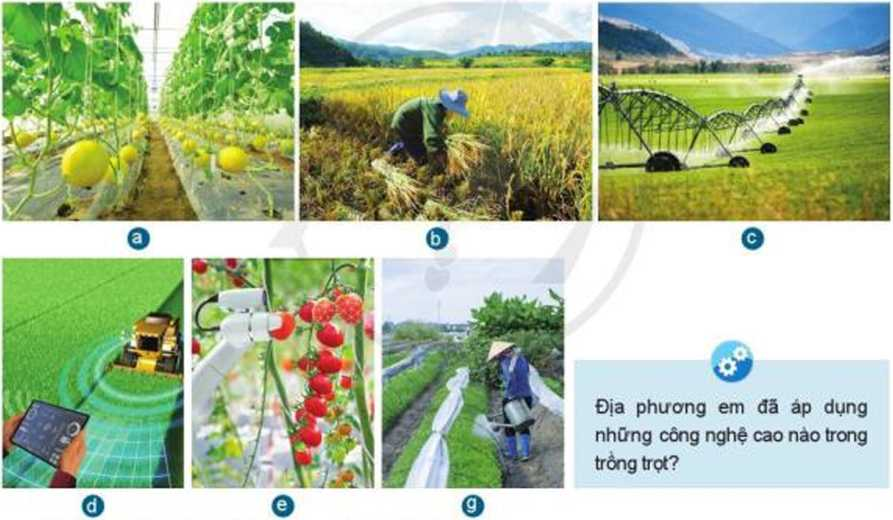 a
b
c
d
e
g
Địa phương em đã áp dụng
những công nghệ cao nào trong
trồng trọt?